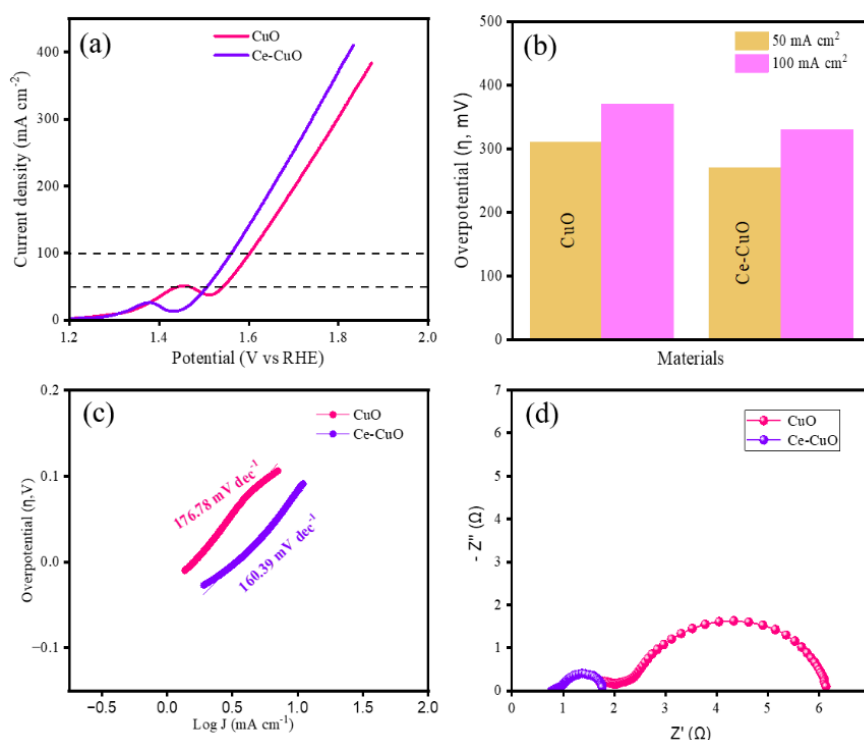 (a)
CuO
Ce-CuO
Current density (mA cm⁻²)
400
300
200
100
0
1.2
1.4
1.6
1.8
2.0
Potential (V vs RHE)
(b)
50 mA cm²
100 mA cm²
Overpotential (η, mV)
500
400
300
200
100
0
CuO
Ce-CuO
Materials
(c)
CuO
Ce-CuO
Overpotential (η,V)
0.2
0.1
0.0
−0.1
176.78 mV dec⁻¹
160.39 mV dec⁻¹
−0.5
0.0
0.5
1.0
1.5
2.0
Log J (mA cm⁻¹)
(d)
CuO
Ce-CuO
- Z'' (Ω)
7
6
5
4
3
2
1
0
0
1
2
3
4
5
6
Z' (Ω)